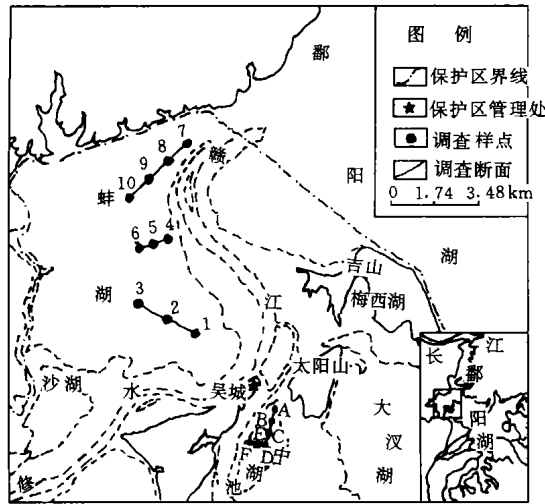 图 例
保护区界线
保护区管理处
调查样点
调查断面
0 1.74 3.48km
鄱
阳
湖
赣
江
7
8
9
10
蚌
6 5 4
湖
3
2
1
吉山
梅西湖
太阳山
沙湖
水
吴城
修
大
汊
湖
A
B
C
E
F
D
中
湖
池
长 江
鄱
阳
湖